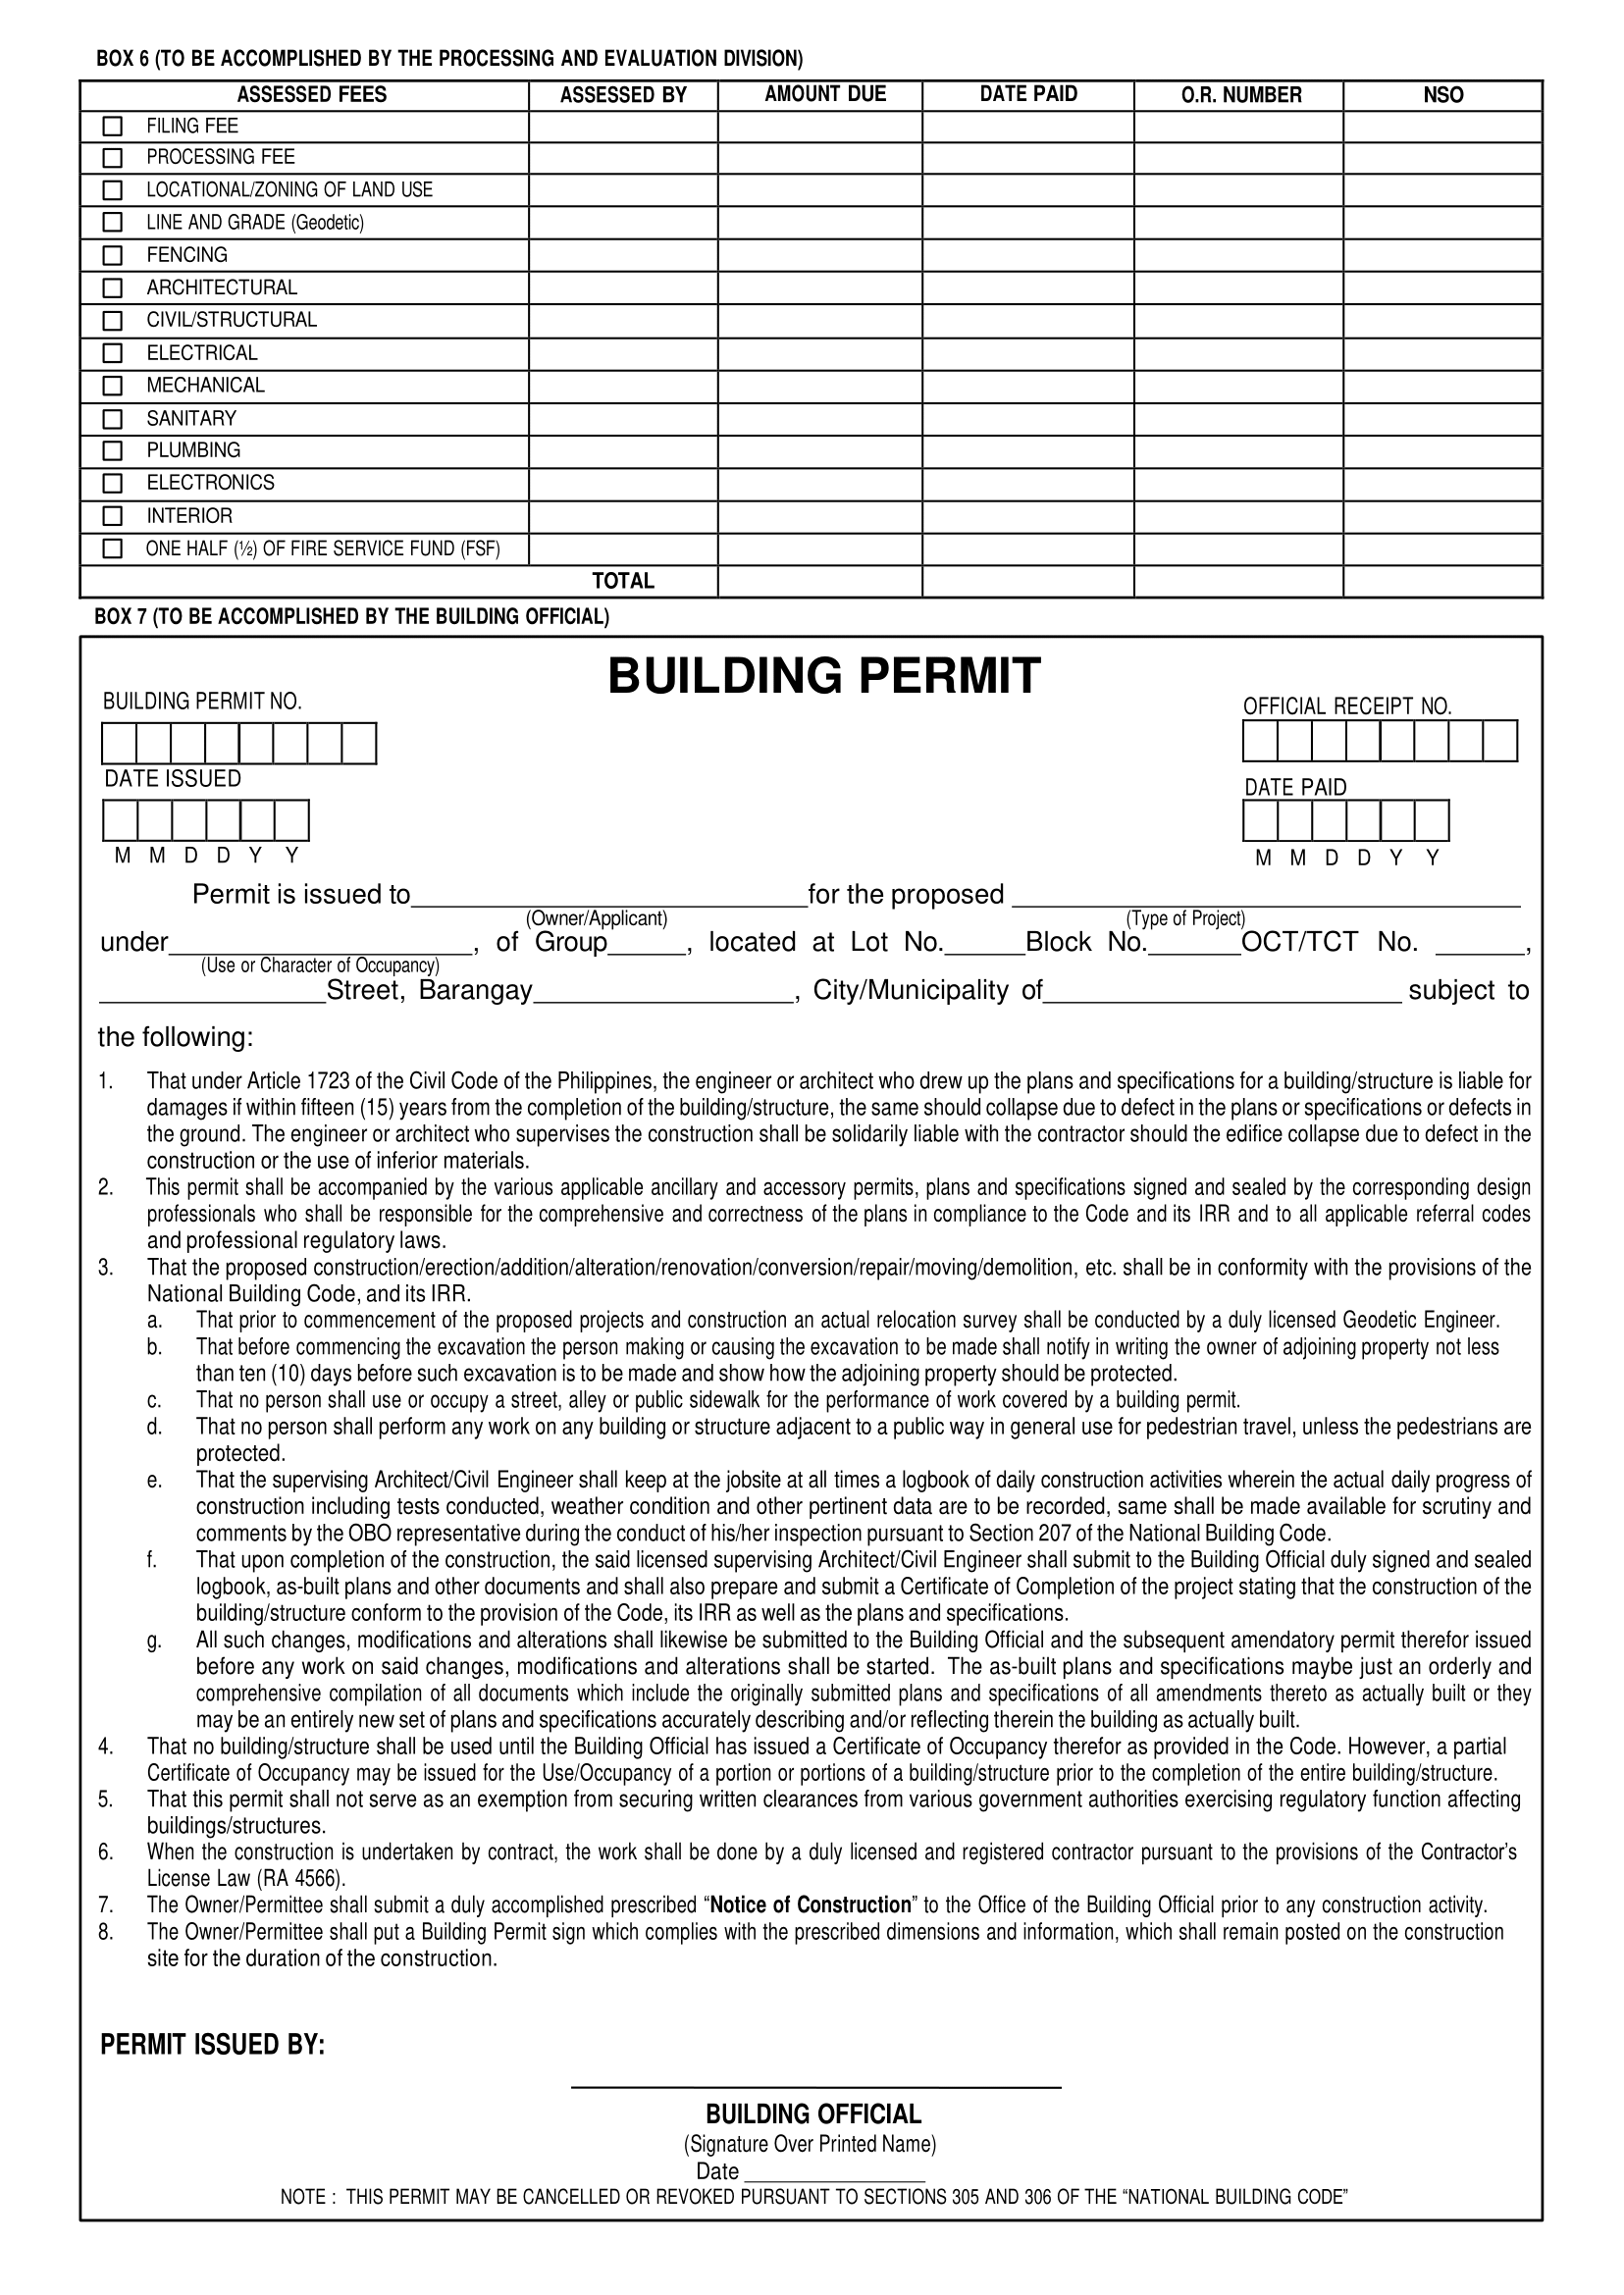 BOX 6 (TO BE ACCOMPLISHED BY THE PROCESSING AND EVALUATION DIVISION)
ASSESSED FEES ASSESSED BY AMOUNT DUE DATE PAID O.R. NUMBER NSO
FILING FEE
PROCESSING FEE
LOCATIONAL/ZONING OF LAND USE
LINE AND GRADE (Geodetic)
FENCING
ARCHITECTURAL
CIVIL/STRUCTURAL
ELECTRICAL
MECHANICAL
SANITARY
PLUMBING
ELECTRONICS
INTERIOR
ONE HALF (½) OF FIRE SERVICE FUND (FSF)
TOTAL
BOX 7 (TO BE ACCOMPLISHED BY THE BUILDING OFFICIAL)
BUILDING PERMIT
BUILDING PERMIT NO. OFFICIAL RECEIPT NO.
DATE ISSUED DATE PAID
M M D D Y Y M M D D Y Y
Permit is issued to____________________for the proposed ____________________
(Owner/Applicant) (Type of Project)
under____________________, of Group_____, located at Lot No._____Block No.______OCT/TCT No. ______,
(Use or Character of Occupancy)
_______________Street, Barangay_________________, City/Municipality of________________________ subject to
the following:
1. That under Article 1723 of the Civil Code of the Philippines, the engineer or architect who drew up the plans and specifications for a building/structure is liable for
damages if within fifteen (15) years from the completion of the building/structure, the same should collapse due to defect in the plans or specifications or defects in
the ground. The engineer or architect who supervises the construction shall be solidarily liable with the contractor should the edifice collapse due to defect in the
construction or the use of inferior materials.
2. This permit shall be accompanied by the various applicable ancillary and accessory permits, plans and specifications signed and sealed by the corresponding design
professionals who shall be responsible for the comprehensive and correctness of the plans in compliance to the Code and its IRR and to all applicable referral codes
and professional regulatory laws.
3. That the proposed construction/erection/addition/alteration/renovation/conversion/repair/moving/demolition, etc. shall be in conformity with the provisions of the
National Building Code, and its IRR.
a. That prior to commencement of the proposed projects and construction an actual relocation survey shall be conducted by a duly licensed Geodetic Engineer.
b. That before commencing the excavation the person making or causing the excavation to be made shall notify in writing the owner of adjoining property not less
than ten (10) days before such excavation is to be made and show how the adjoining property should be protected.
c. That no person shall use or occupy a street, alley or public sidewalk for the performance of work covered by a building permit.
d. That no person shall perform any work on any building or structure adjacent to a public way in general use for pedestrian travel, unless the pedestrians are
protected.
e. That the supervising Architect/Civil Engineer shall keep at the jobsite at all times a logbook of daily construction activities wherein the actual daily progress of
construction including tests conducted, weather condition and other pertinent data are to be recorded, same shall be made available for scrutiny and
comments by the OBO representative during the conduct of his/her inspection pursuant to Section 207 of the National Building Code.
f. That upon completion of the construction, the said licensed supervising Architect/Civil Engineer shall submit to the Building Official duly signed and sealed
logbook, as-built plans and other documents and shall also prepare and submit a Certificate of Completion of the project stating that the construction of the
building/structure conform to the provision of the Code, its IRR as well as the plans and specifications.
g. All such changes, modifications and alterations shall likewise be submitted to the Building Official and the subsequent amendatory permit therefor issued
before any work on said changes, modifications and alterations shall be started. The as-built plans and specifications maybe just an orderly and
comprehensive compilation of all documents which include the originally submitted plans and specifications of all amendments thereto as actually built or they
may be an entirely new set of plans and specifications accurately describing and/or reflecting therein the building as actually built.
4. That no building/structure shall be used until the Building Official has issued a Certificate of Occupancy therefor as provided in the Code. However, a partial
Certificate of Occupancy may be issued for the Use/Occupancy of a portion or portions of a building/structure prior to the completion of the entire building/structure.
5. That this permit shall not serve as an exemption from securing written clearances from various government authorities exercising regulatory function affecting
buildings/structures.
6. When the construction is undertaken by contract, the work shall be done by a duly licensed and registered contractor pursuant to the provisions of the Contractor’s
License Law (RA 4566).
7. The Owner/Permittee shall submit a duly accomplished prescribed “Notice of Construction” to the Office of the Building Official prior to any construction activity.
8. The Owner/Permittee shall put a Building Permit sign which complies with the prescribed dimensions and information, which shall remain posted on the construction
site for the duration of the construction.
PERMIT ISSUED BY:
BUILDING OFFICIAL
(Signature Over Printed Name)
Date _______________
NOTE : THIS PERMIT MAY BE CANCELLED OR REVOKED PURSUANT TO SECTIONS 305 AND 306 OF THE “NATIONAL BUILDING CODE”